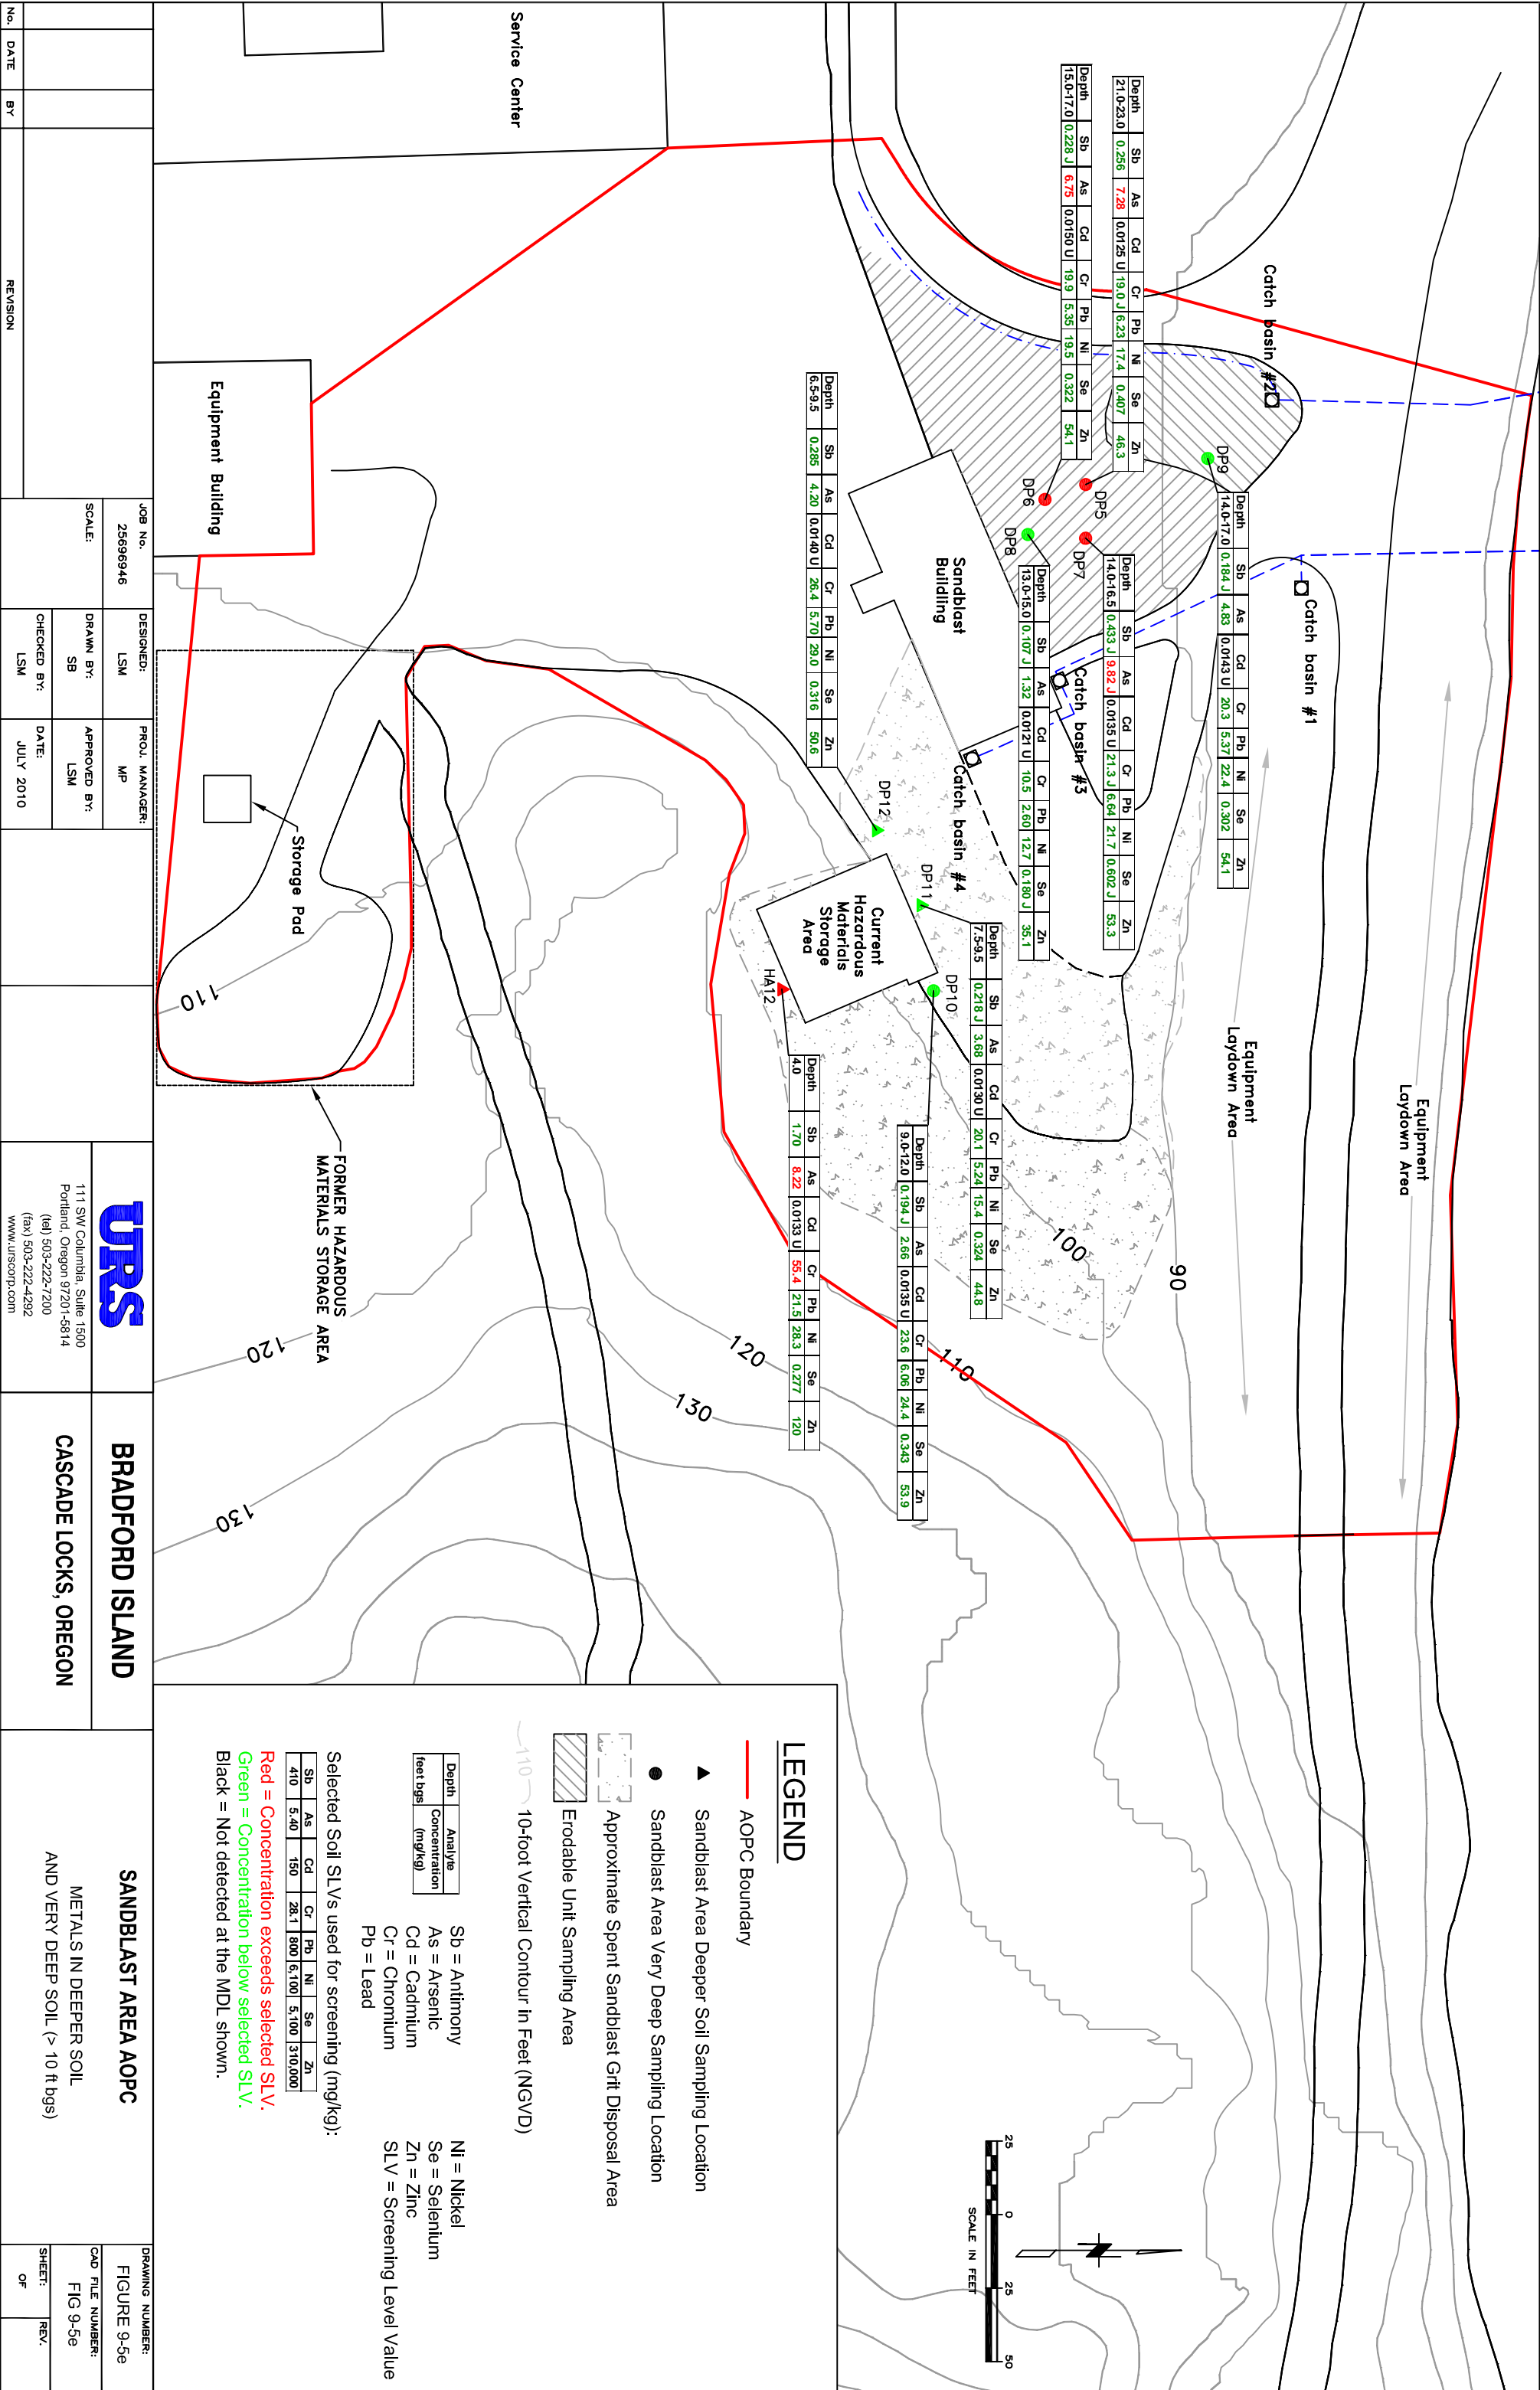 Service Center
Equipment Building
Sandblast
Building
Catch basin #2
Catch basin #1
Catch basin #3
Catch basin #4
Equipment
Laydown Area
Equipment
Laydown Area
Current
Hazardous
Materials
Storage
Area
Storage Pad
FORMER HAZARDOUS
MATERIALS STORAGE AREA
DP5
Depth Sb As Cd Cr Pb Ni Se Zn
21.0-23.0 0.256 7.28 0.0125 U 19.0 J 6.23 17.4 0.407 46.3
DP6
Depth Sb As Cd Cr Pb Ni Se Zn
15.0-17.0 0.228 J 6.75 0.0150 U 19.9 5.35 19.5 0.322 54.1
DP9
Depth Sb As Cd Cr Pb Ni Se Zn
14.0-17.0 0.184 J 4.83 0.0143 U 20.3 5.37 22.4 0.302 54.1
DP7
Depth Sb As Cd Cr Pb Ni Se Zn
14.0-16.5 0.433 J 9.82 J 0.0135 U 21.3 J 6.64 21.7 0.602 J 53.3
DP8
Depth Sb As Cd Cr Pb Ni Se Zn
13.0-15.0 0.107 J 1.32 0.0121 U 10.5 2.60 12.7 0.180 J 35.1
DP12
Depth Sb As Cd Cr Pb Ni Se Zn
6.5-9.5 0.285 4.20 0.0140 U 26.4 5.70 29.0 0.316 50.6
DP11
Depth Sb As Cd Cr Pb Ni Se Zn
7.5-9.5 0.218 J 3.68 0.0130 U 20.1 5.24 15.4 0.324 44.8
DP10
Depth Sb As Cd Cr Pb Ni Se Zn
9.0-12.0 0.194 J 2.66 0.0135 U 23.6 6.06 24.4 0.343 53.9
HA12
Depth Sb As Cd Cr Pb Ni Se Zn
4.0 1.70 8.22 0.0133 U 55.4 21.5 28.3 0.277 120
90
100
110
120
130
110
120
130
25 0 25 50
SCALE IN FEET
LEGEND
AOPC Boundary
Sandblast Area Deeper Soil Sampling Location
Sandblast Area Very Deep Sampling Location
Approximate Spent Sandblast Grit Disposal Area
Erodable Unit Sampling Area
110 10-foot Vertical Contour in Feet (NGVD)
Depth Analyte
feet bgs Concentration
(mg/kg)
Sb = Antimony
As = Arsenic
Cd = Cadmium
Cr = Chromium
Pb = Lead
Ni = Nickel
Se = Selenium
Zn = Zinc
SLV = Screening Level Value
Selected Soil SLVs used for screening (mg/kg):
Sb As Cd Cr Pb Ni Se Zn
410 5.40 150 28.1 800 6,100 5,100 310,000
Red = Concentration exceeds selected SLV.
Green = Concentration below selected SLV.
Black = Not detected at the MDL shown.
No. DATE BY REVISION
JOB No.
25696946
SCALE:
DESIGNED:
LSM
DRAWN BY:
SB
CHECKED BY:
LSM
PROJ. MANAGER:
MP
APPROVED BY:
LSM
DATE:
JULY 2010
URS
111 SW Columbia, Suite 1500
Portland, Oregon 97201-5814
(tel) 503-222-7200
(fax) 503-222-4292
www.urscorp.com
BRADFORD ISLAND
CASCADE LOCKS, OREGON
SANDBLAST AREA AOPC
METALS IN DEEPER SOIL
AND VERY DEEP SOIL (> 10 ft bgs)
DRAWING NUMBER:
FIGURE 9-5e
CAD FILE NUMBER:
FIG 9-5e
SHEET:
OF
REV.